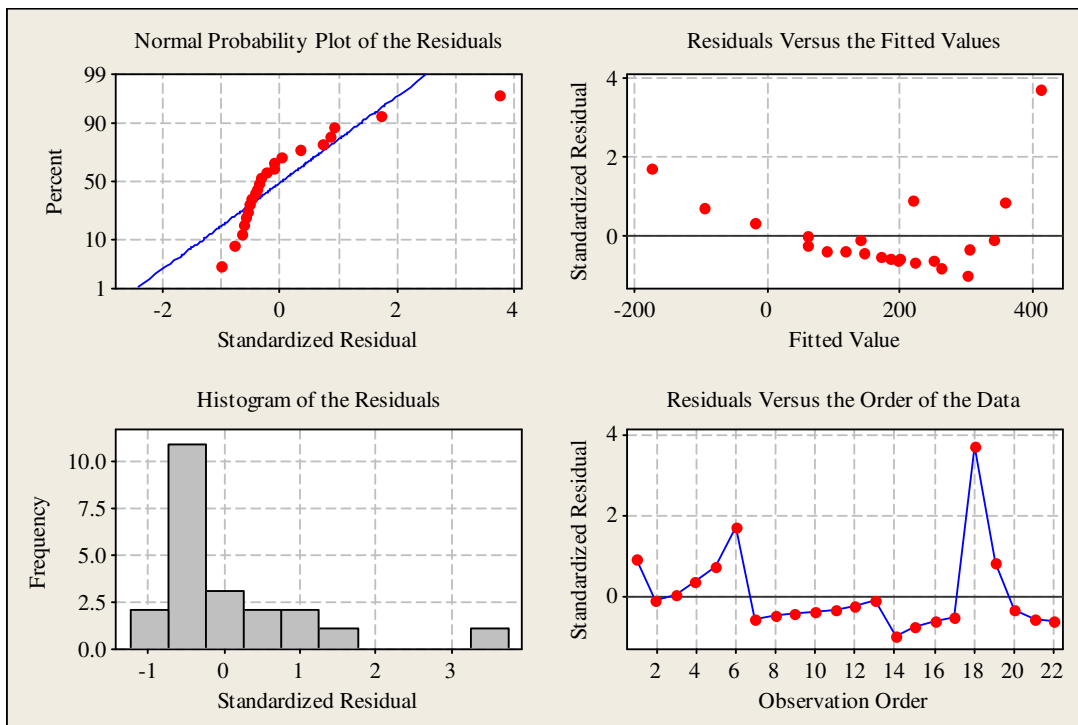 Normal Probability Plot of the Residuals
99
90
50
10
1
Percent
-2
0
2
4
Standardized Residual
Residuals Versus the Fitted Values
4
2
0
Standardized Residual
-200
0
200
400
Fitted Value
Histogram of the Residuals
10.0
7.5
5.0
2.5
0.0
Frequency
-1
0
1
2
3
Standardized Residual
Residuals Versus the Order of the Data
4
2
0
Standardized Residual
2 4 6 8 10 12 14 16 18 20 22
Observation Order